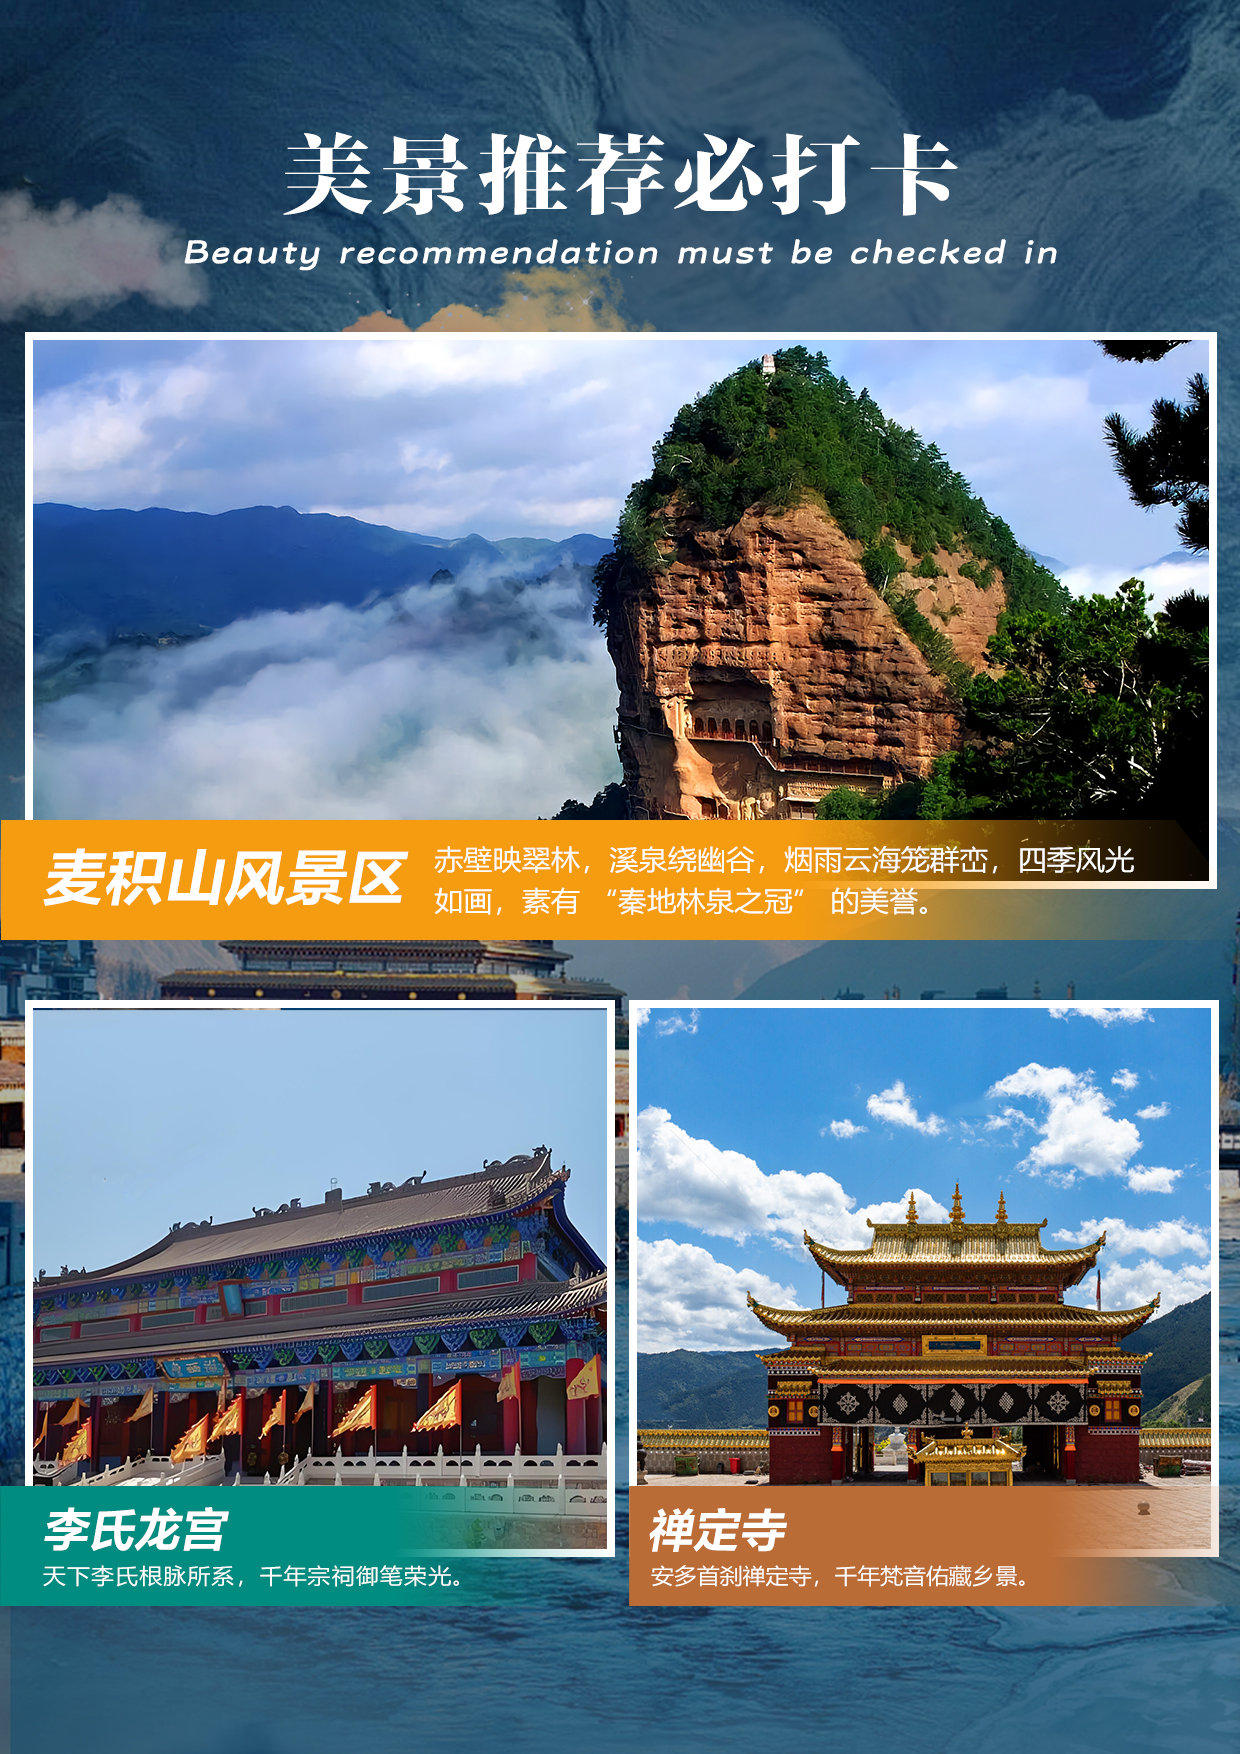 美景推荐必打卡
Beauty recommendation must be checked in
麦积山风景区
赤壁映翠林，溪泉绕幽谷，烟雨云海笼群峦，四季风光
如画，素有 “秦地林泉之冠” 的美誉。
李氏龙宫
天下李氏根脉所系，千年宗祠御笔荣光。
禅定寺
安多首刹禅定寺，千年梵音佑藏乡景。